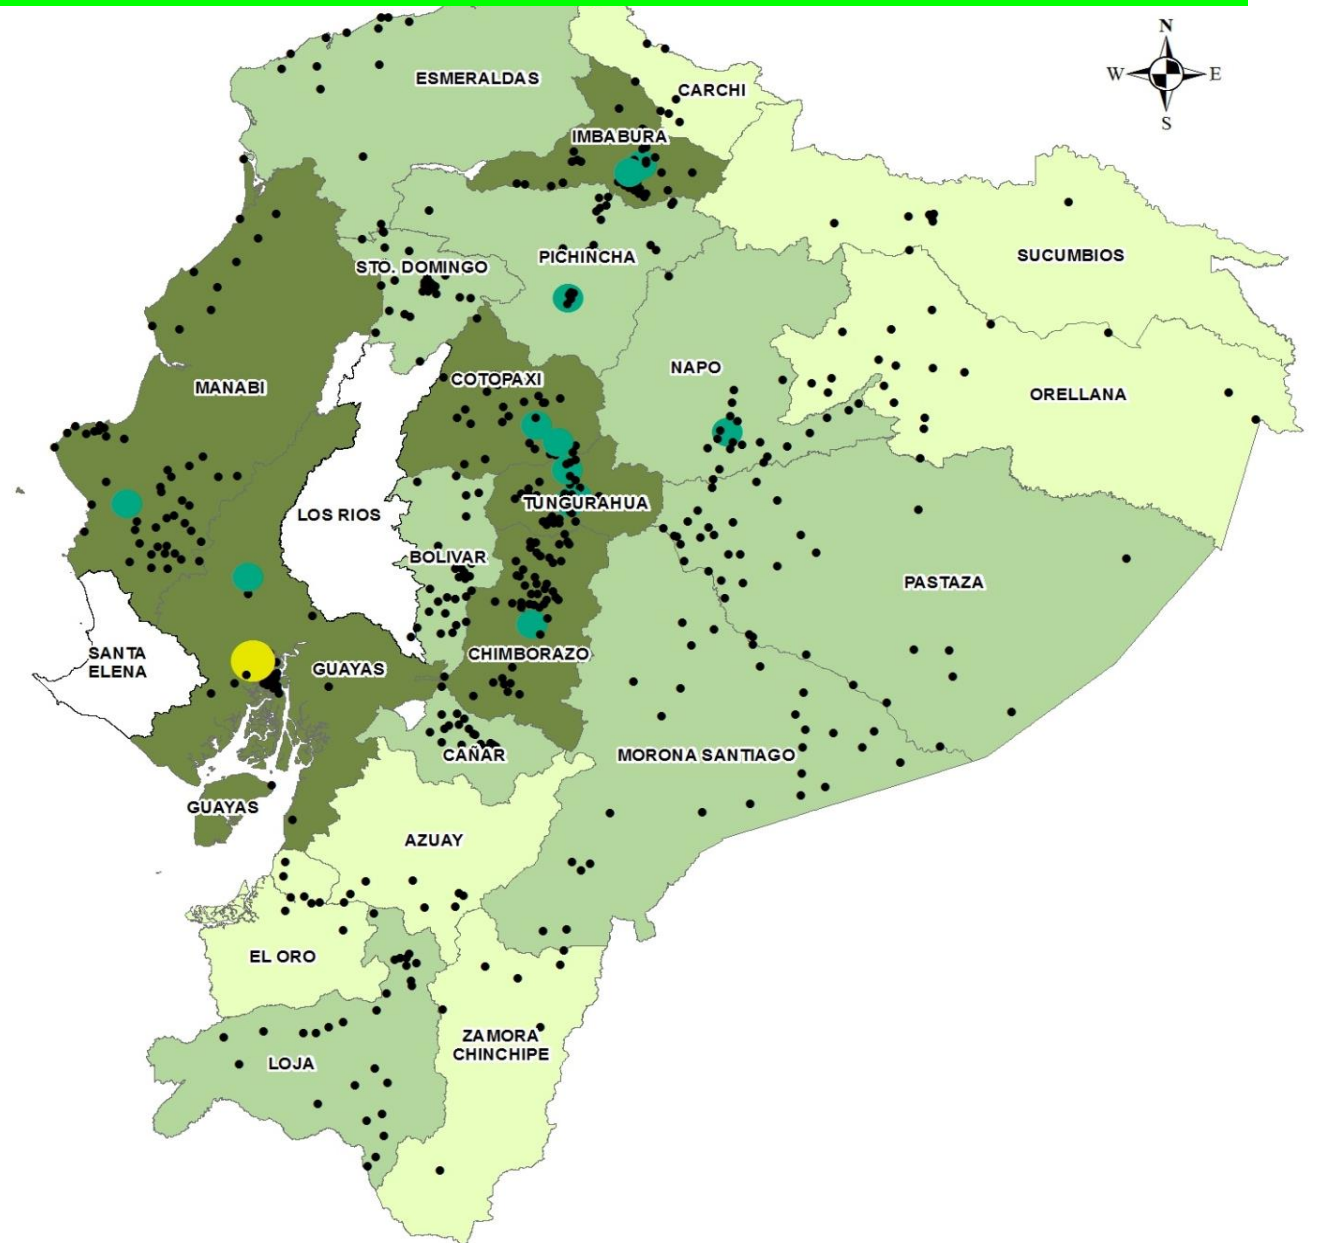 N
W E
S
ESMERALDAS
CARCHI
IMBABURA
SUCUMBIOS
PICHINCHA
STO. DOMINGO
NAPO
COTOPAXI
MANABI
ORELLANA
TUNGURAHUA
LOS RIOS
BOLIVAR
PASTAZA
SANTA
ELENA
CHIMBORAZO
GUAYAS
CAÑAR
MORONA SANTIAGO
GUAYAS
AZUAY
EL ORO
ZAMORA
CHINCHIPE
LOJA